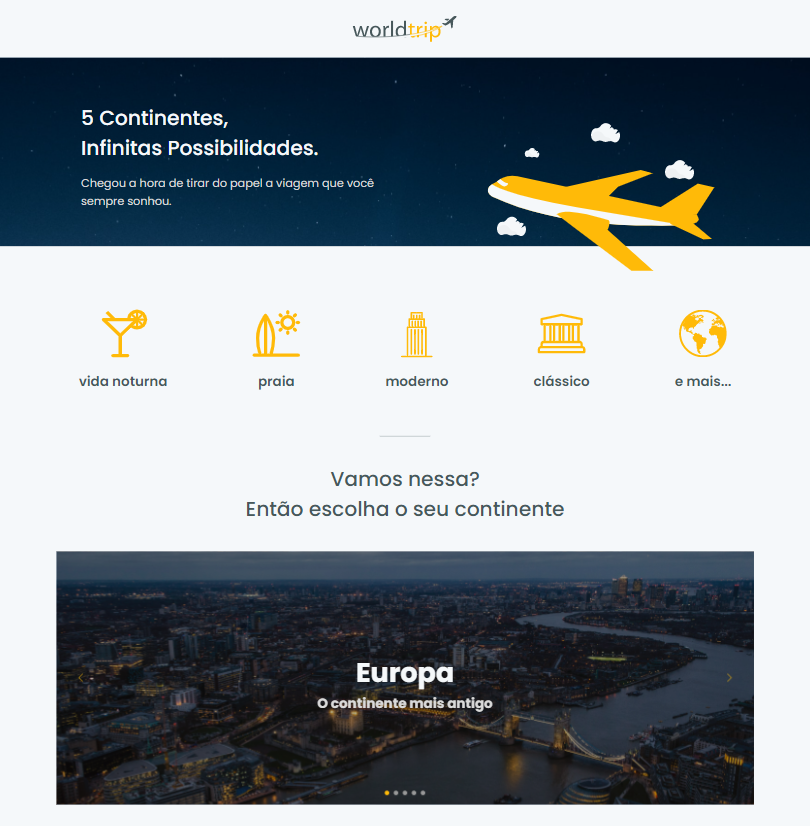 worldtrip
5 Continentes,
Infinitas Possibilidades.
Chegou a hora de tirar do papel a viagem que você
sempre sonhou.
vida noturna
praia
moderno
clássico
e mais...
Vamos nessa?
Então escolha o seu continente
Europa
O continente mais antigo